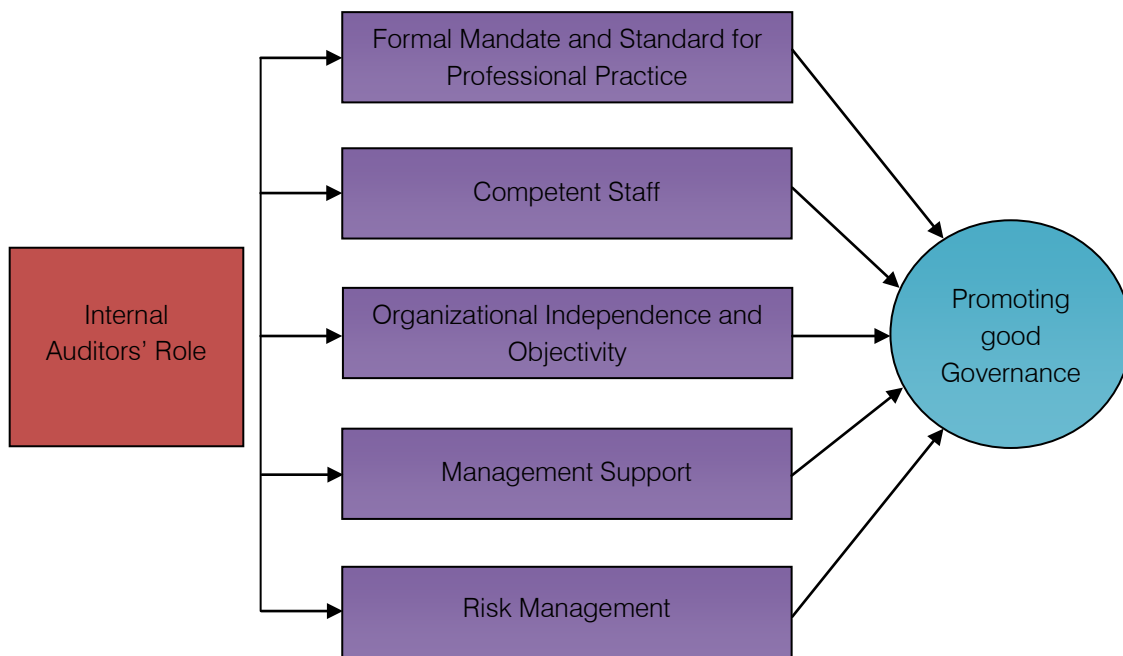 Formal Mandate and Standard for
Professional Practice
Competent Staff
Internal
Auditors’ Role
Organizational Independence and
Objectivity
Promoting
good
Governance
Management Support
Risk Management